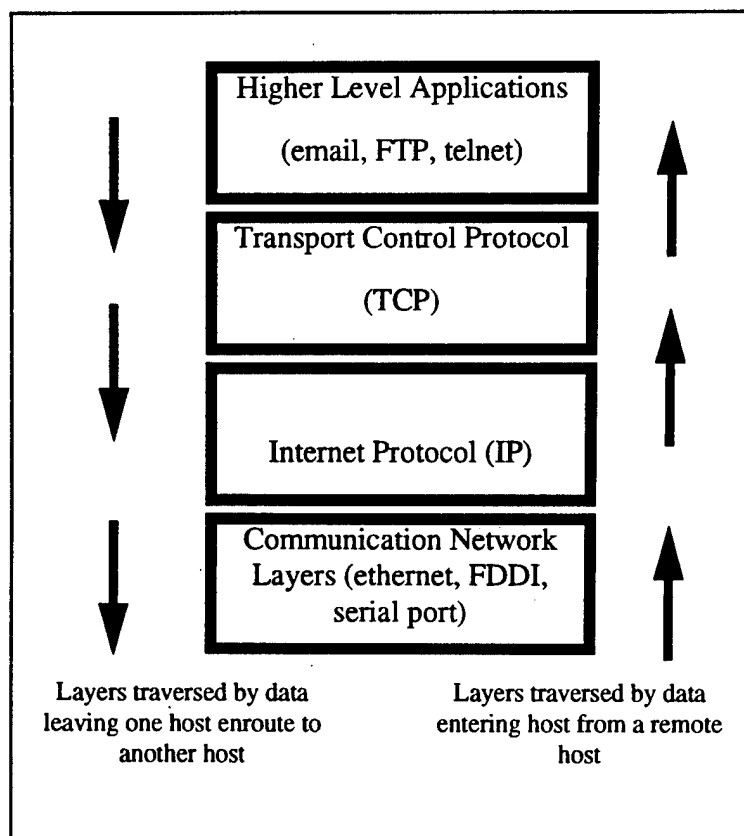 Higher Level Applications
(email, FTP, telnet)
Transport Control Protocol
(TCP)
Internet Protocol (IP)
Communication Network
Layers (ethernet, FDDI,
serial port)
Layers traversed by data
leaving one host enroute to
another host
Layers traversed by data
entering host from a remote
host